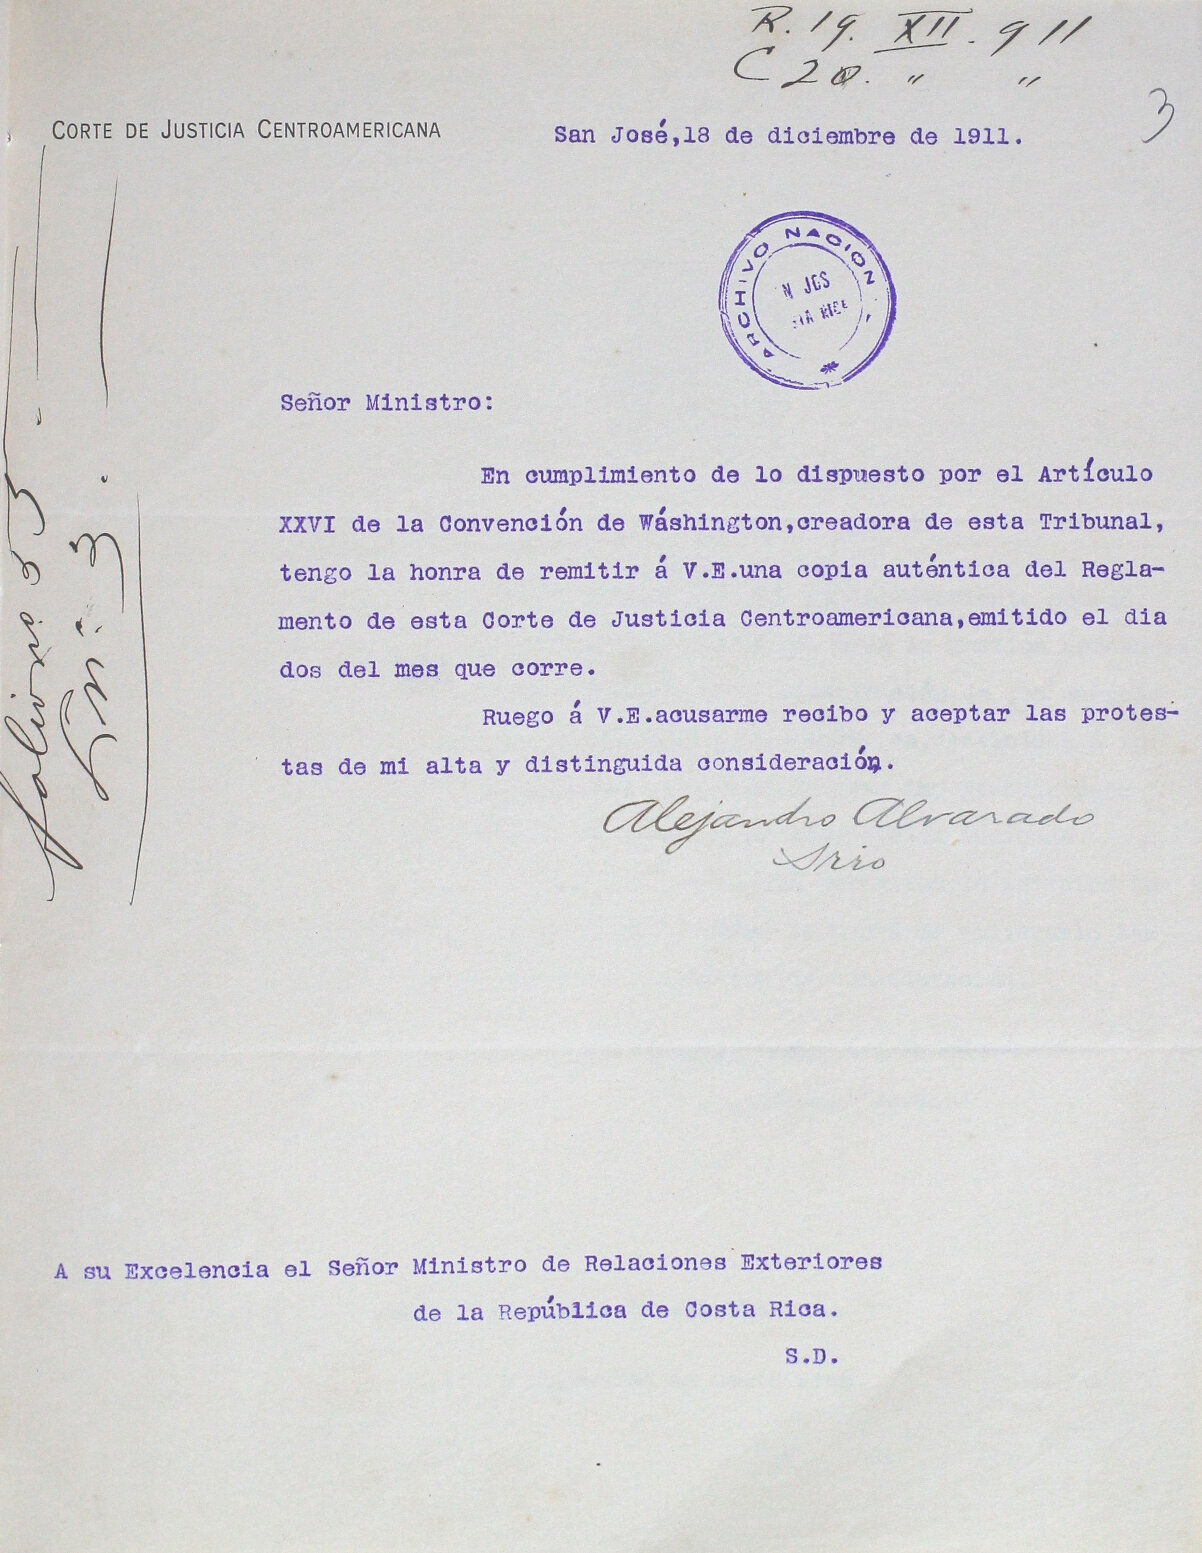 R. 19. XII. 911
C 20. " "
3
CORTE DE JUSTICIA CENTROAMERICANA
San José,18 de diciembre de 1911.
ARCHIVO NACION
N JOS
TA RICA
Señor Ministro:
En cumplimiento de lo dispuesto por el Artículo
XXVI de la Convención de Wáshington,creadora de esta Tribunal,
tengo la honra de remitir á V.E.una copia auténtica del Regla-
mento de esta Corte de Justicia Centroamericana,emitido el dia
dos del mes que corre.
Ruego á V.E.acusarme recibo y aceptar las protes-
tas de mi alta y distinguida consideración.
Alejandro Alvarado
Srio
A su Excelencia el Señor Ministro de Relaciones Exteriores
de la República de Costa Rica.
S.D.